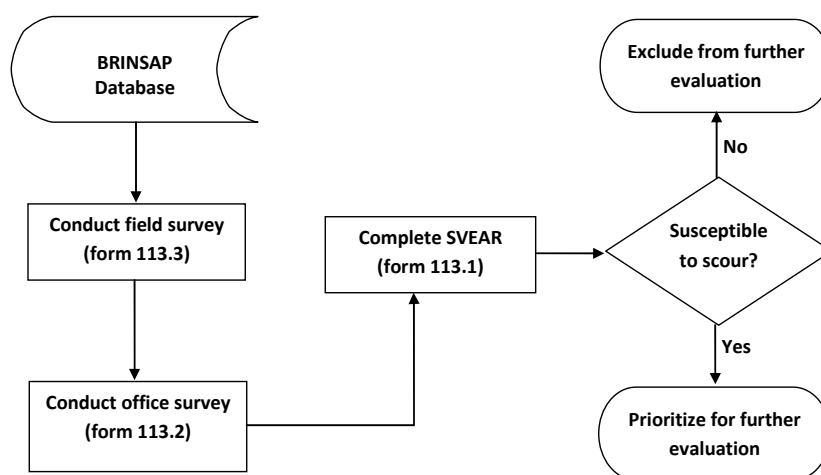 BRINSAP
Database
Conduct field survey
(form 113.3)
Conduct office survey
(form 113.2)
Complete SVEAR
(form 113.1)
Susceptible
to scour?
No
Exclude from further
evaluation
Yes
Prioritize for further
evaluation